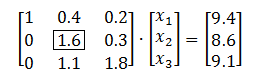 [1 0.4 0.2] [x₁] [9.4]
[0 1.6 0.3] · [x₂] = [8.6]
[0 1.1 1.8] [x₃] [9.1]